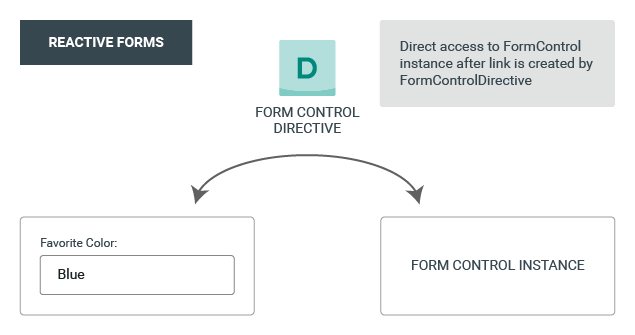 REACTIVE FORMS
D
FORM CONTROL
DIRECTIVE
Direct access to FormControl
instance after link is created by
FormControlDirective
Favorite Color:
Blue
FORM CONTROL INSTANCE